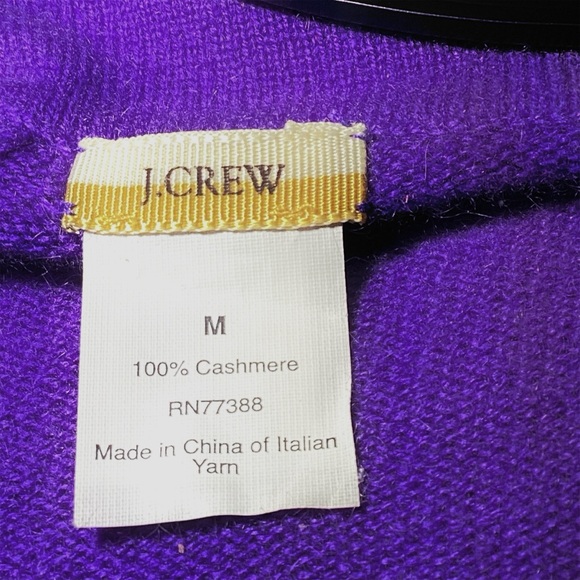 J.CREW
M
100% Cashmere
RN77388
Made in China of Italian
Yarn